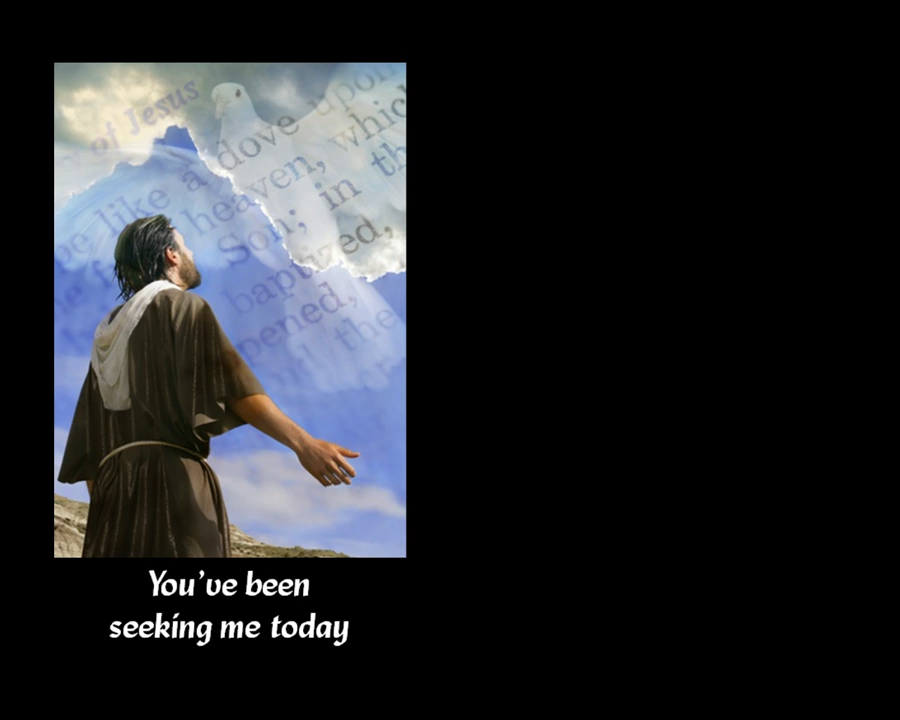 of Jesus
upon
a dove
which
be like
heaven,
in th
Son;
baptized,
pened,
the
You've been
seeking me today